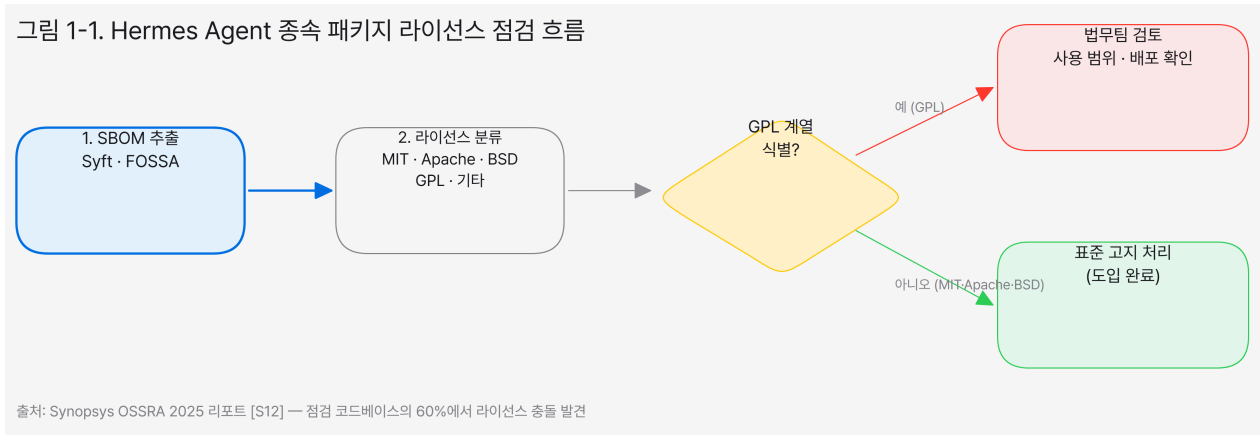 그림 1-1. Hermes Agent 종속 패키지 라이선스 점검 흐름
1. SBOM 추출
Syft · FOSSA
2. 라이선스 분류
MIT · Apache · BSD
GPL · 기타
GPL 계열
식별?
예 (GPL)
법무팀 검토
사용 범위 · 배포 확인
아니오 (MIT·Apache·BSD)
표준 고지 처리
(도입 완료)
출처: Synopsys OSSRA 2025 리포트 [S12] — 점검 코드베이스의 60%에서 라이선스 충돌 발견